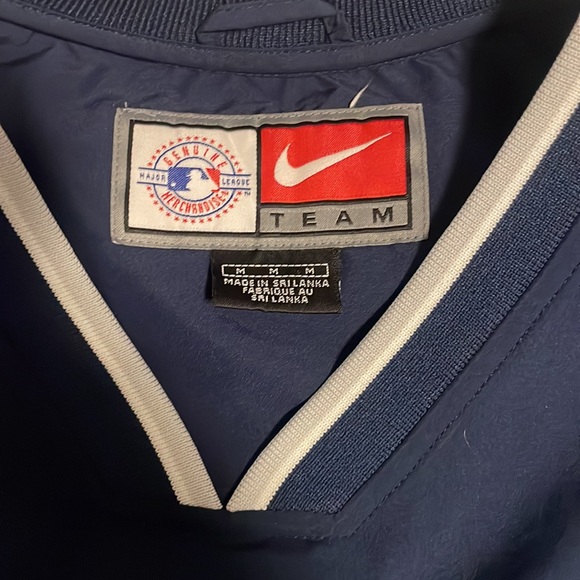 GENUINE
MAJOR LEAGUE
MERCHANDISE
TEAM
M M M
MADE IN SRI LANKA
FABRIQUE AU
SRI LANKA